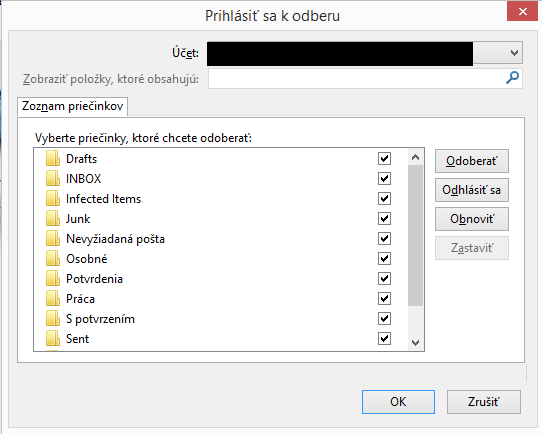 Prihlásiť sa k odberu
Účet:
Zobraziť položky, ktoré obsahujú:
Zoznam priečinkov
Vyberte priečinky, ktoré chcete odoberať:
Drafts
INBOX
Infected Items
Junk
Nevyžiadaná pošta
Osobné
Potvrdenia
Práca
S potvrzením
Sent
Odoberať
Odhlásiť sa
Obnoviť
Zastaviť
OK
Zrušiť